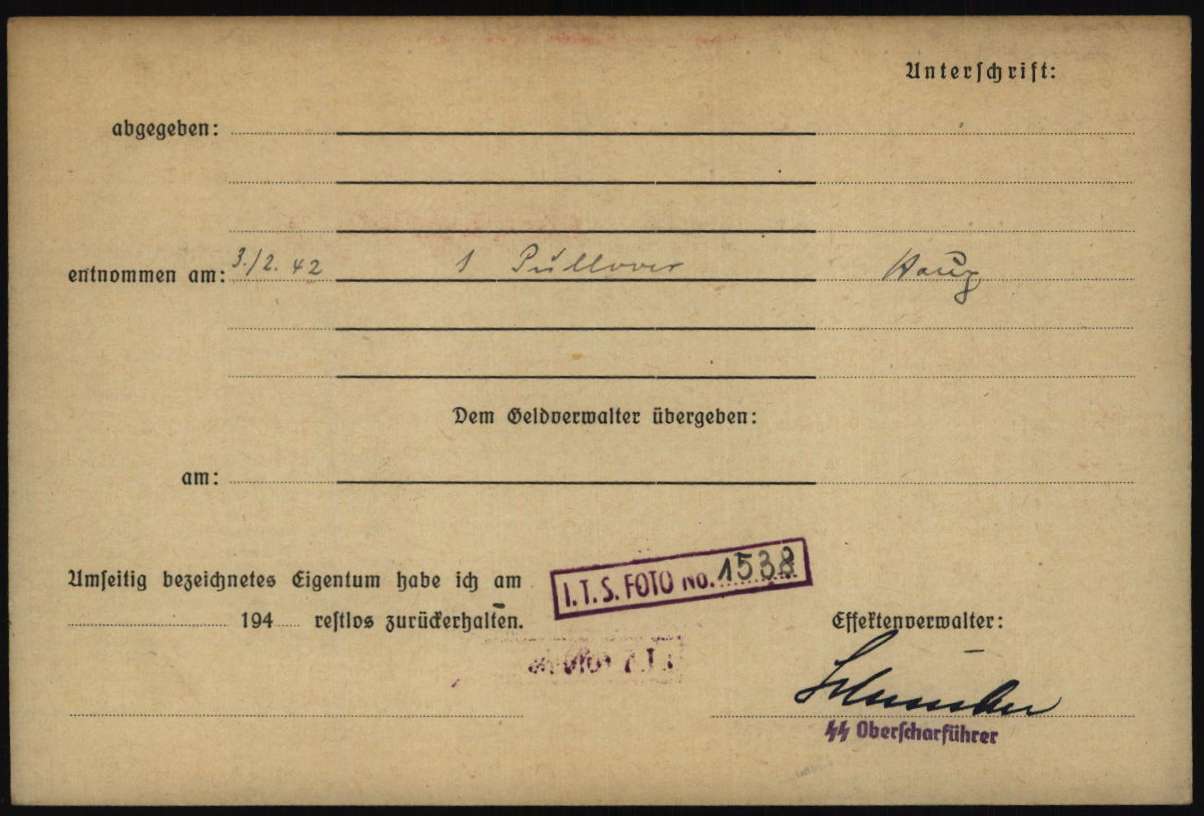 Unterschrift:
abgegeben:
entnommen am: 3./2. 42 1 Pullover Haug
Dem Geldverwalter übergeben:
am:
Umseitig bezeichnetes Eigentum habe ich am
I.T.S. FOTO No. 1538
194 restlos zurückerhalten.
Effektenverwalter:
SS Oberscharführer